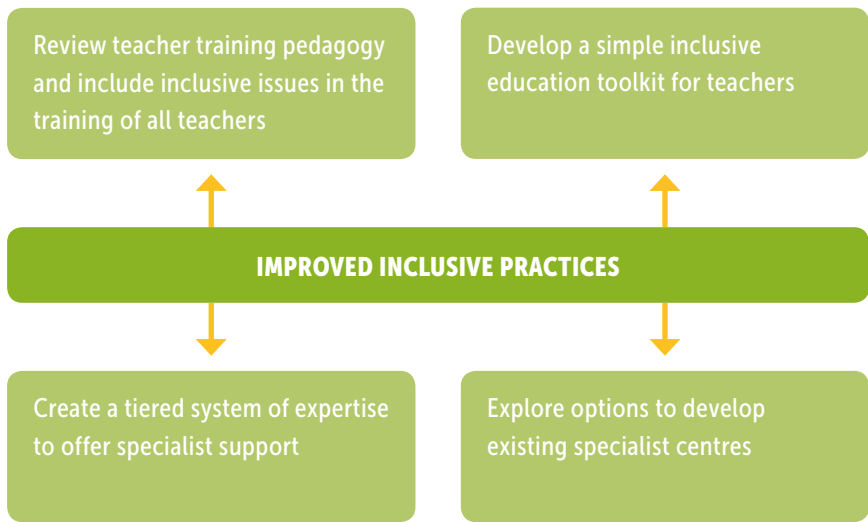 Review teacher training pedagogy
and include inclusive issues in the
training of all teachers
Develop a simple inclusive
education toolkit for teachers
IMPROVED INCLUSIVE PRACTICES
Create a tiered system of expertise
to offer specialist support
Explore options to develop
existing specialist centres